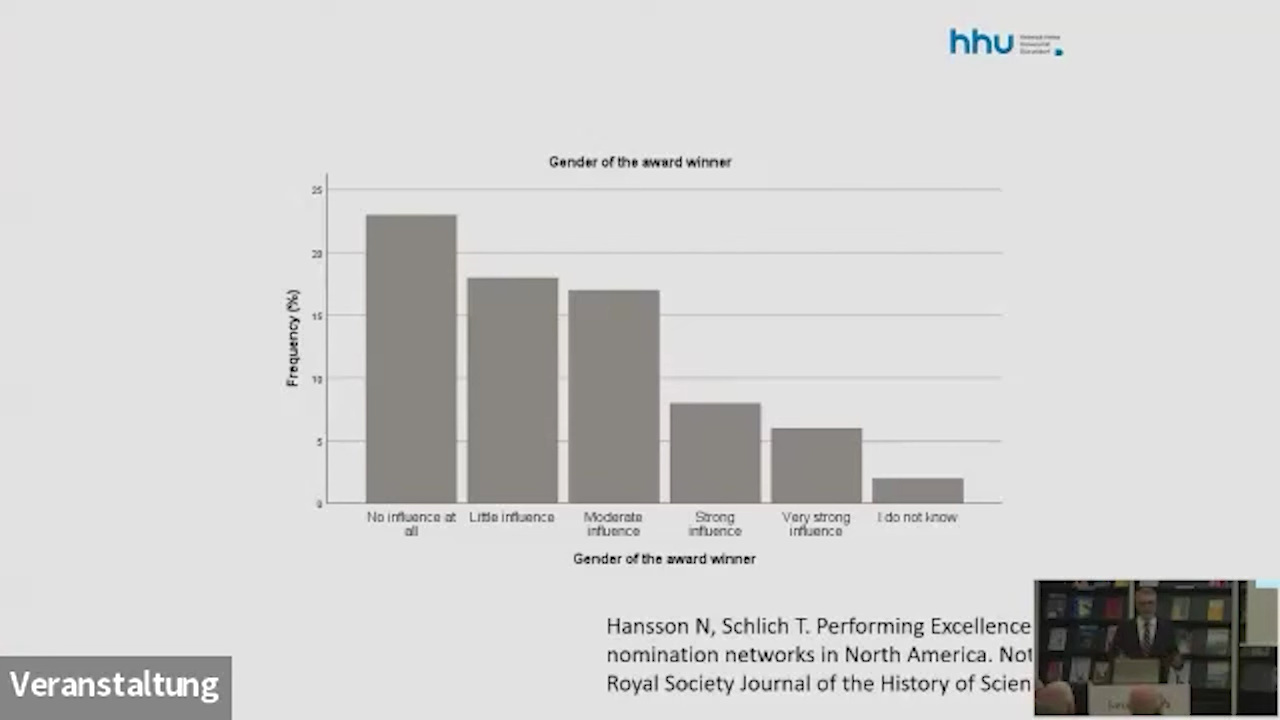 hhu
Gender of the award winner
25
20
15
10
5
0
Frequency (%)
No influence at all
Little influence
Moderate influence
Strong influence
Very strong influence
I do not know
Gender of the award winner
Hansson N, Schlich T. Performing Excellence
nomination networks in North America. Not
Royal Society Journal of the History of Scien
Veranstaltung